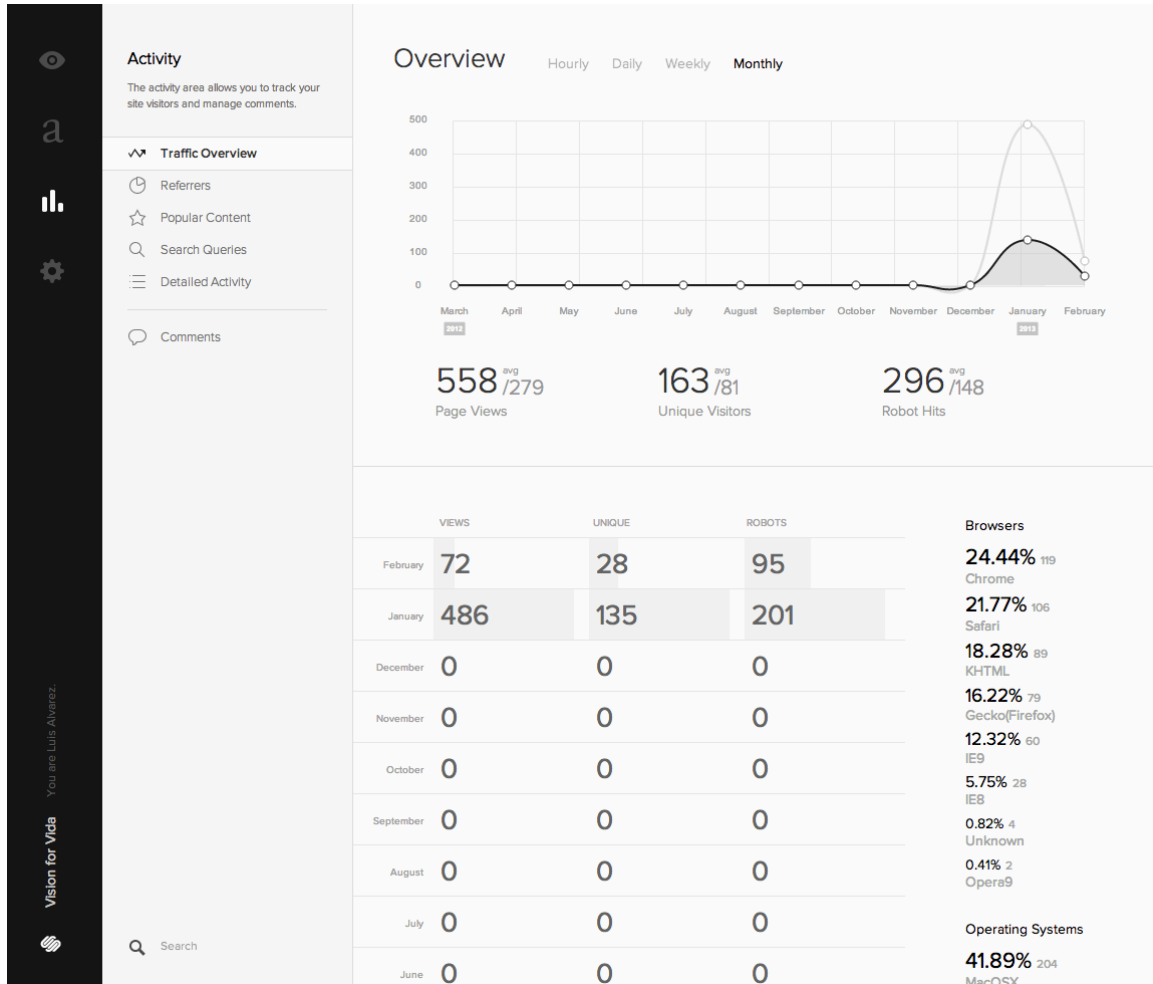 a
You are Luis Alvarez.
Vision for Vida
Activity
The activity area allows you to track your
site visitors and manage comments.
Traffic Overview
Referrers
Popular Content
Search Queries
Detailed Activity
Comments
Search
Overview Hourly Daily Weekly Monthly
500
400
300
200
100
0
March April May June July August September October November December January February
2012 2013
558 avg /279
Page Views
163 avg /81
Unique Visitors
296 avg /148
Robot Hits
VIEWS UNIQUE ROBOTS
February 72 28 95
January 486 135 201
December 0 0 0
November 0 0 0
October 0 0 0
September 0 0 0
August 0 0 0
July 0 0 0
June 0 0 0
Browsers
24.44% 119
Chrome
21.77% 106
Safari
18.28% 89
KHTML
16.22% 79
Gecko(Firefox)
12.32% 60
IE9
5.75% 28
IE8
0.82% 4
Unknown
0.41% 2
Opera9
Operating Systems
41.89% 204
MacOSX